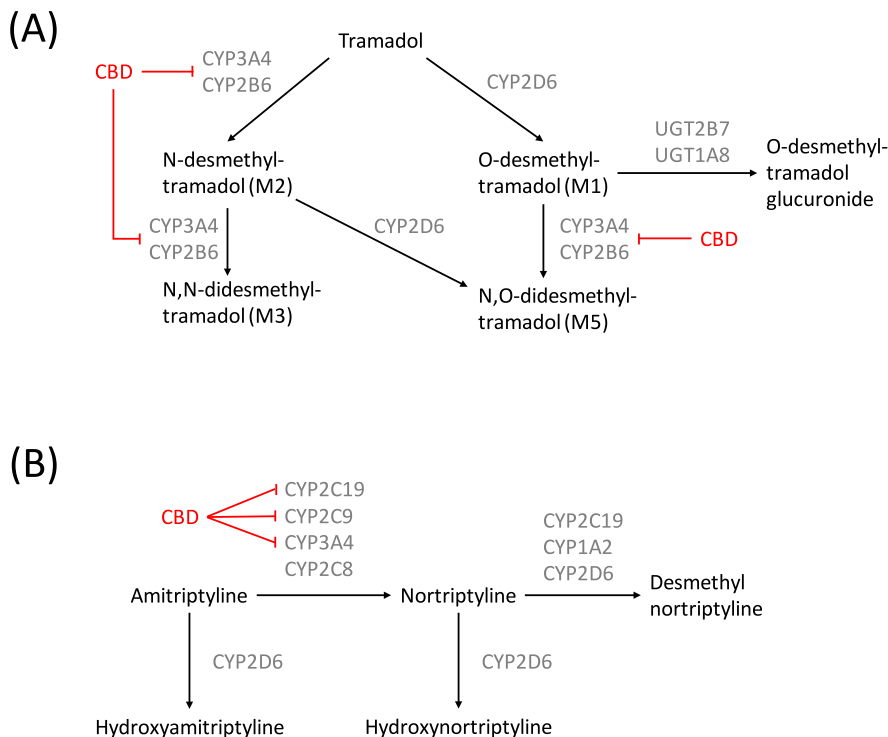 (A)
Tramadol
CBD
CYP3A4
CYP2B6
CYP2D6
N-desmethyl-
tramadol (M2)
O-desmethyl-
tramadol (M1)
UGT2B7
UGT1A8
O-desmethyl-
tramadol
glucuronide
CYP3A4
CYP2B6
CYP2D6
CYP3A4
CYP2B6
CBD
N,N-didesmethyl-
tramadol (M3)
N,O-didesmethyl-
tramadol (M5)
(B)
CBD
CYP2C19
CYP2C9
CYP3A4
CYP2C8
CYP2C19
CYP1A2
CYP2D6
Amitriptyline
Nortriptyline
Desmethyl
nortriptyline
CYP2D6
CYP2D6
Hydroxyamitriptyline
Hydroxynortriptyline